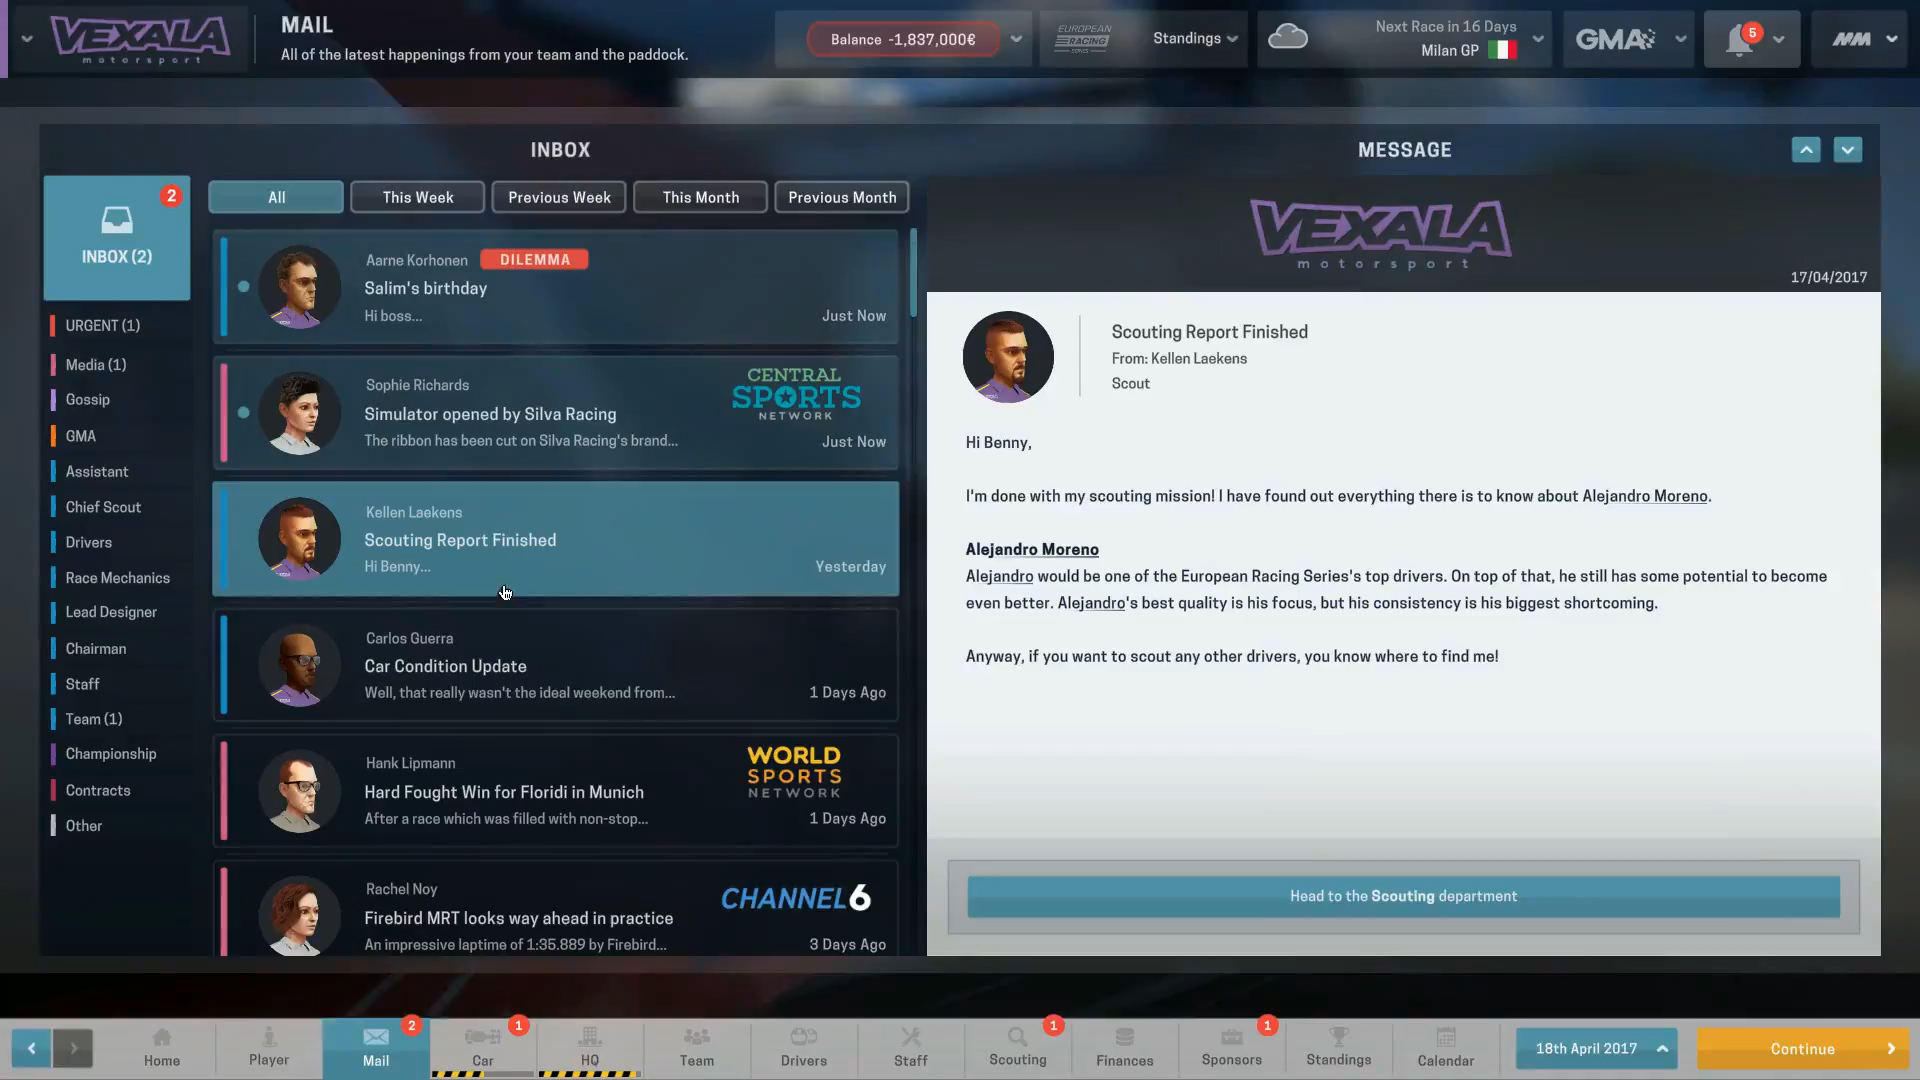 VEXALA
motorsport
MAIL
All of the latest happenings from your team and the paddock.
Balance -1,837,000€
EUROPEAN
RACING
SERIES
Standings
Next Race in 16 Days
Milan GP
GMA
5
INBOX
MESSAGE
2
INBOX (2)
URGENT (1)
Media (1)
Gossip
GMA
Assistant
Chief Scout
Drivers
Race Mechanics
Lead Designer
Chairman
Staff
Team (1)
Championship
Contracts
Other
All
This Week
Previous Week
This Month
Previous Month
Aarne Korhonen DILEMMA
Salim's birthday
Hi boss...
Just Now
Sophie Richards
Simulator opened by Silva Racing
The ribbon has been cut on Silva Racing's brand...
CENTRAL
SPORTS
NETWORK
Just Now
Kellen Laekens
Scouting Report Finished
Hi Benny...
Yesterday
Carlos Guerra
Car Condition Update
Well, that really wasn't the ideal weekend from...
1 Days Ago
Hank Lipmann
Hard Fought Win for Floridi in Munich
After a race which was filled with non-stop...
WORLD
SPORTS
NETWORK
1 Days Ago
Rachel Noy
Firebird MRT looks way ahead in practice
An impressive laptime of 1:35.889 by Firebird...
CHANNEL6
3 Days Ago
VEXALA
motorsport
17/04/2017
Scouting Report Finished
From: Kellen Laekens
Scout
Hi Benny,
I'm done with my scouting mission! I have found out everything there is to know about Alejandro Moreno.
Alejandro Moreno
Alejandro would be one of the European Racing Series's top drivers. On top of that, he still has some potential to become
even better. Alejandro's best quality is his focus, but his consistency is his biggest shortcoming.
Anyway, if you want to scout any other drivers, you know where to find me!
Head to the Scouting department
Home
Player
Mail
2
Car
1
HQ
Team
Drivers
Staff
Scouting
1
Finances
Sponsors
1
Standings
Calendar
18th April 2017
Continue